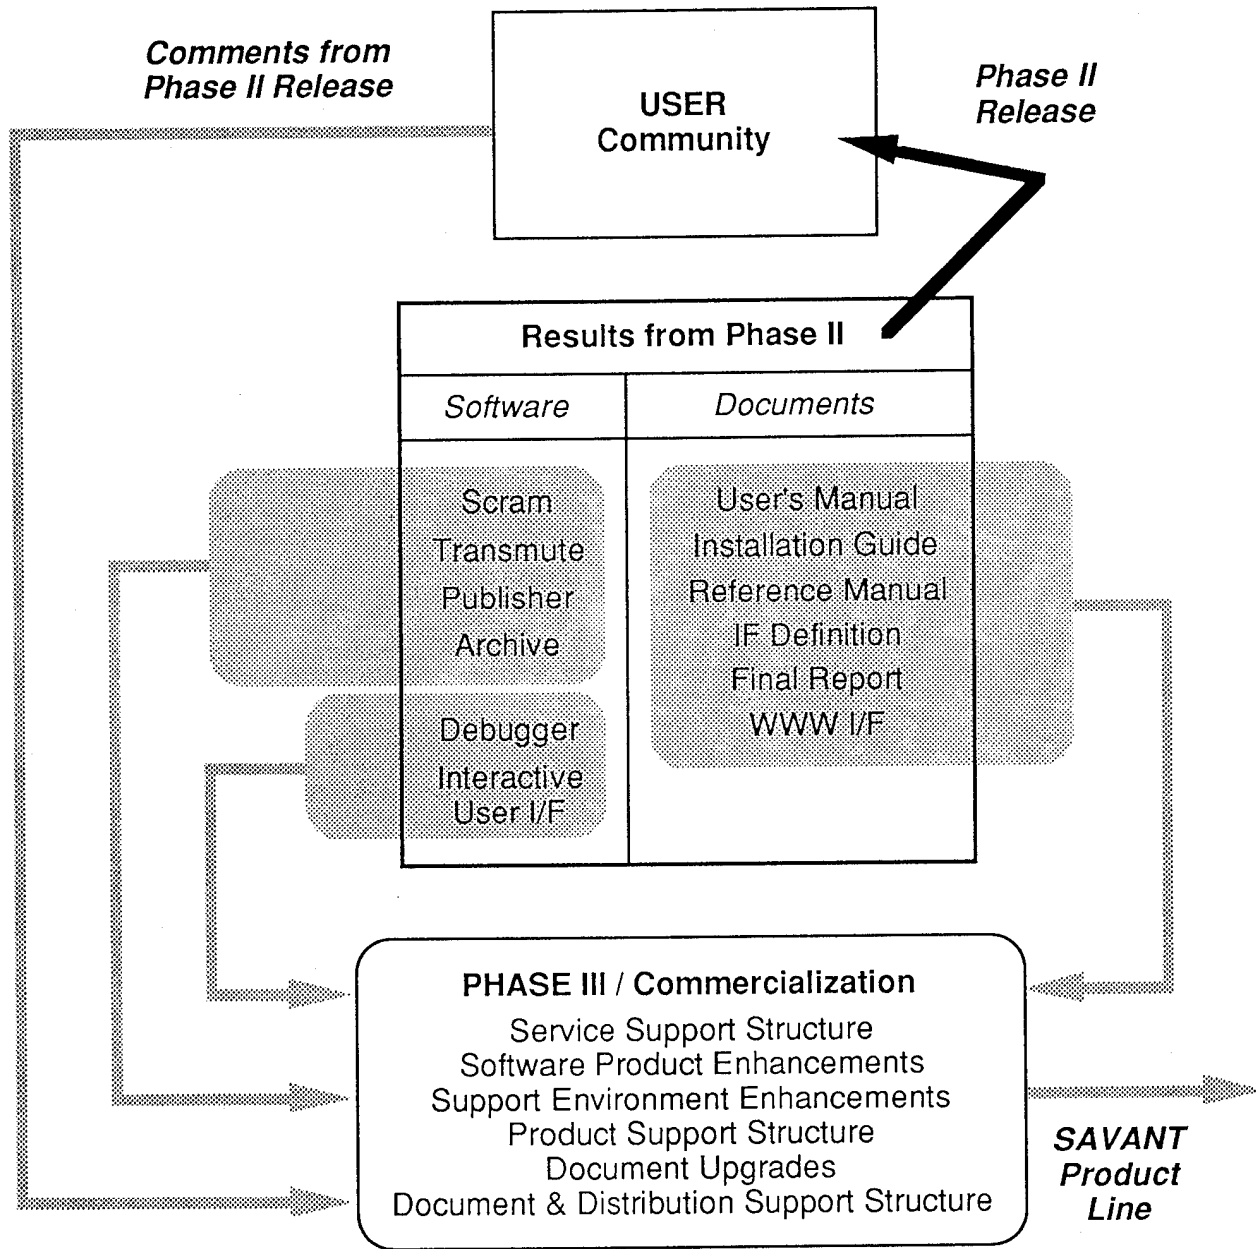 Comments from
Phase II Release
USER
Community
Phase II
Release
Results from Phase II
Software
Documents
Scram
Transmute
Publisher
Archive
Debugger
Interactive
User I/F
User's Manual
Installation Guide
Reference Manual
IF Definition
Final Report
WWW I/F
PHASE III / Commercialization
Service Support Structure
Software Product Enhancements
Support Environment Enhancements
Product Support Structure
Document Upgrades
Document & Distribution Support Structure
SAVANT
Product
Line